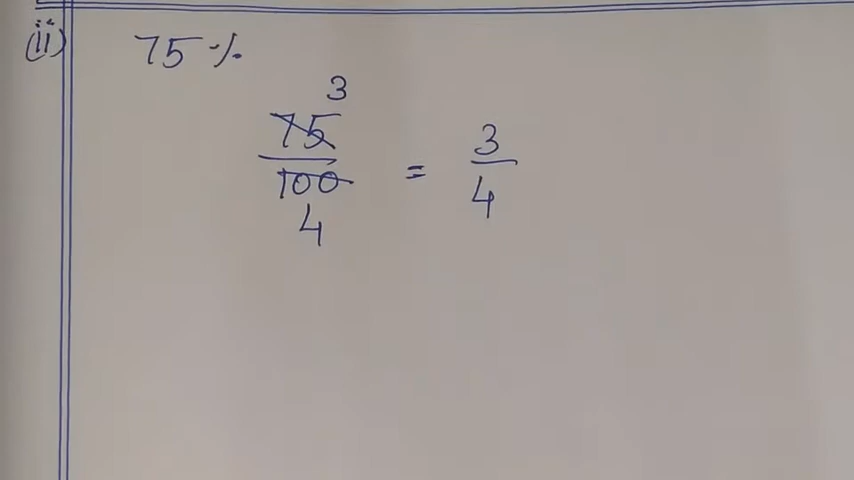 (ii) 75%
3
75/100 = 3/4
4